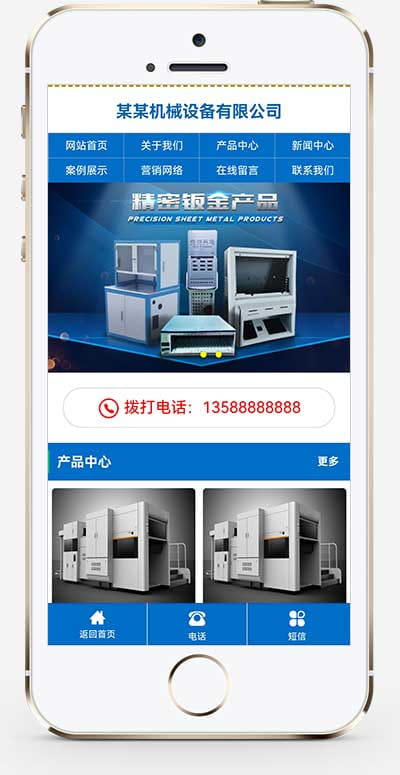 某某机械设备有限公司
网站首页 关于我们 产品中心 新闻中心
案例展示 营销网络 在线留言 联系我们
精密钣金产品
PRECISION SHEET METAL PRODUCTS
拨打电话：13588888888
产品中心 更多
返回首页 电话 短信